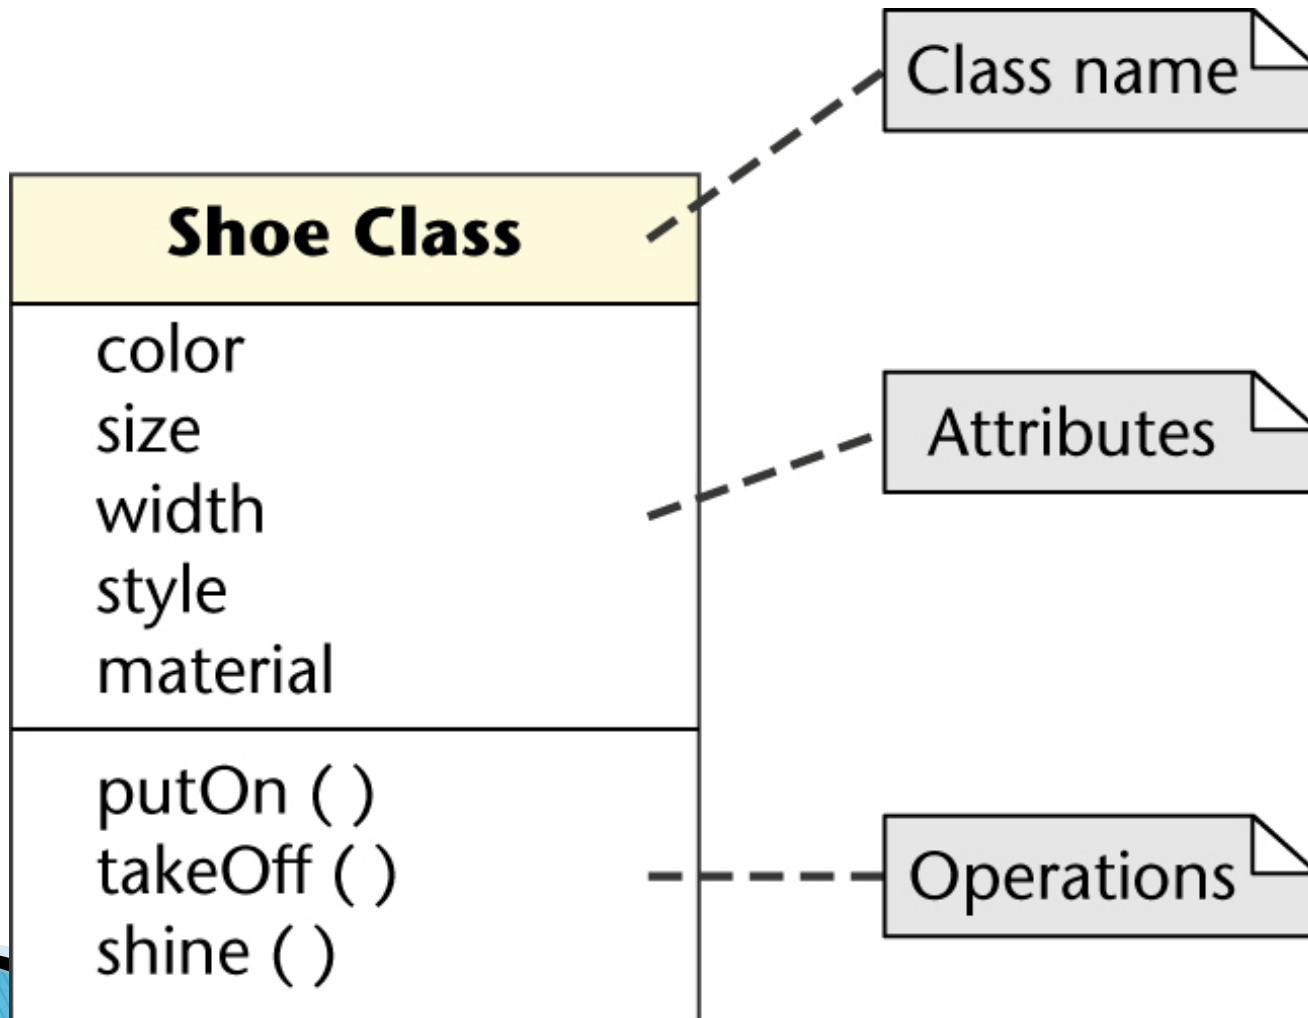 Class name
Shoe Class
color
size
width
style
material
Attributes
putOn ( )
takeOff ( )
shine ( )
Operations